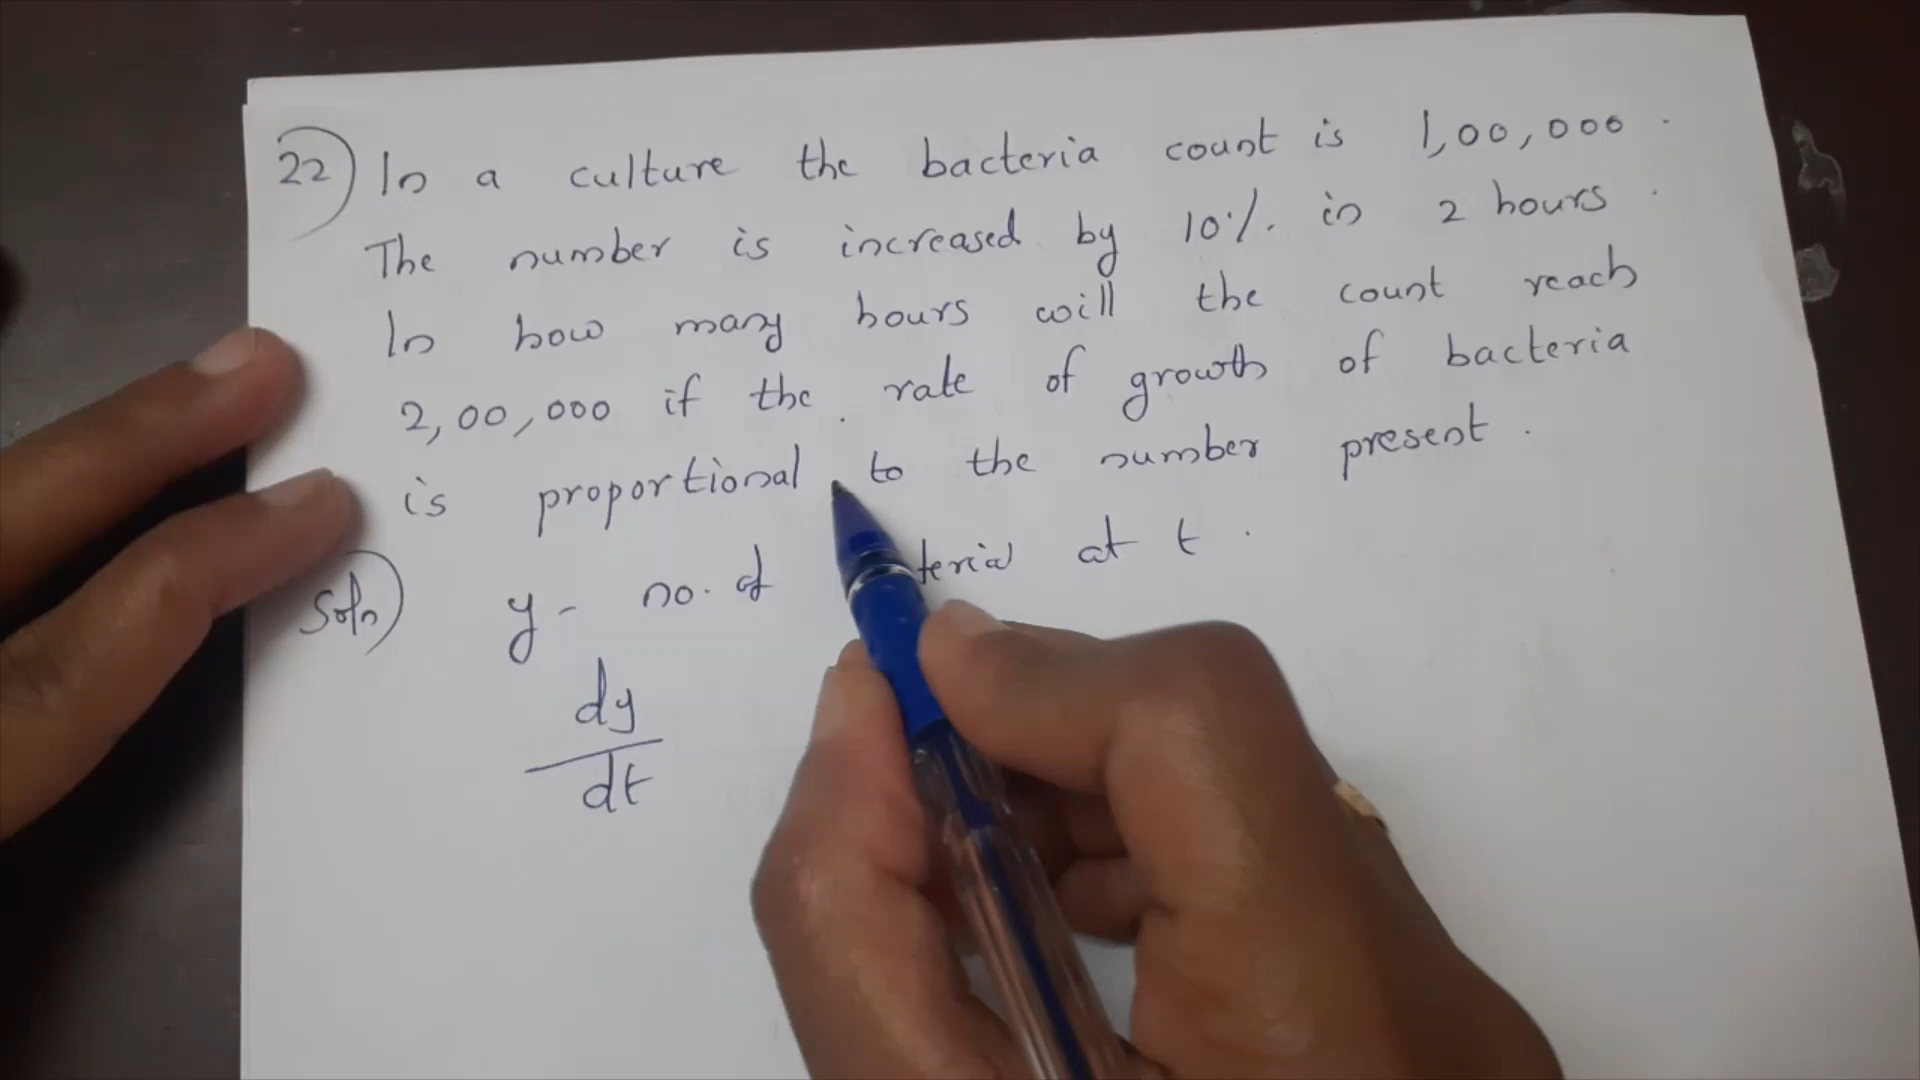 22) In a culture the bacteria count is 1,00,000.
The number is increased by 10%. in 2 hours.
In how many hours will the count reach
2,00,000 if the rate of growth of bacteria
is proportional to the number present.
Soln) y - no. of teria at t.
dy
dt